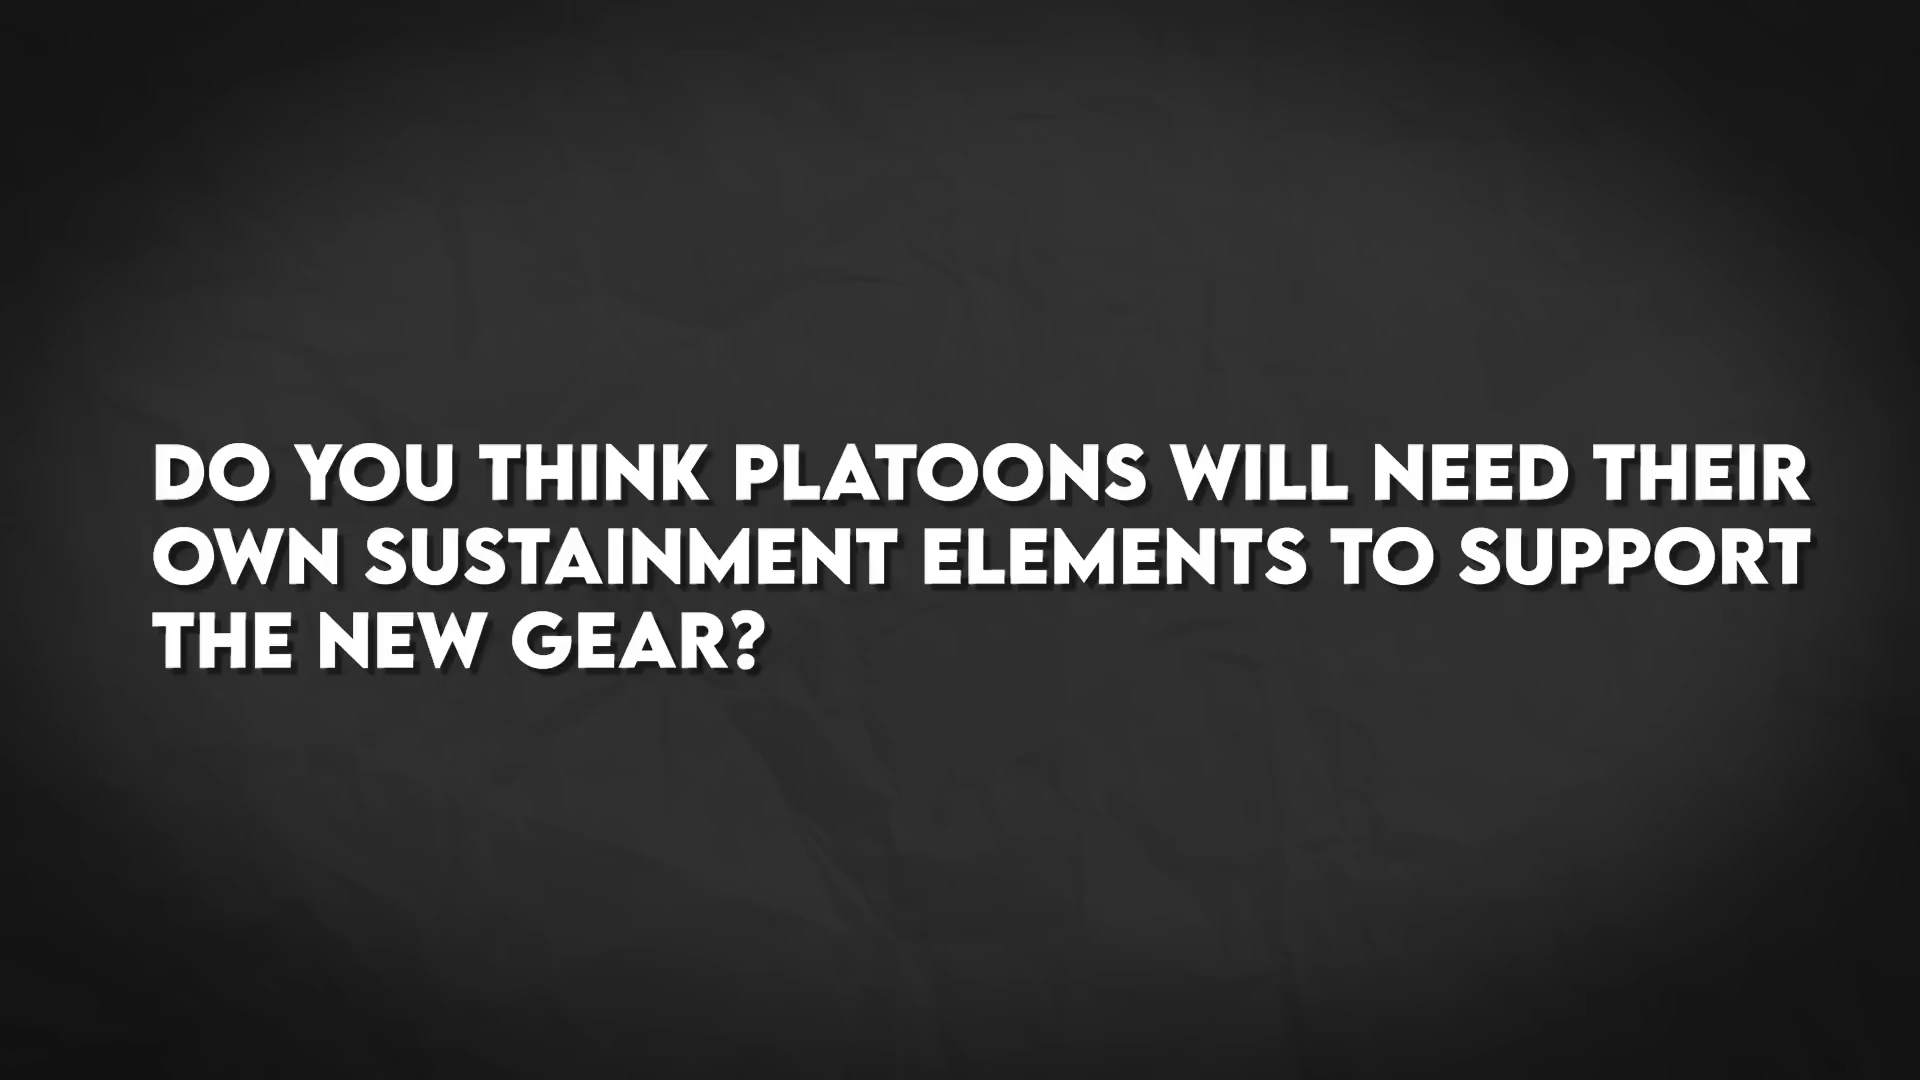 DO YOU THINK PLATOONS WILL NEED THEIR
OWN SUSTAINMENT ELEMENTS TO SUPPORT
THE NEW GEAR?